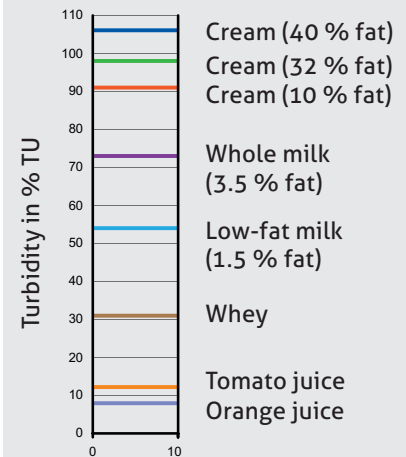 Turbidity in % TU
110
100
90
80
70
60
50
40
30
20
10
0
0 10
Cream (40 % fat)
Cream (32 % fat)
Cream (10 % fat)
Whole milk
(3.5 % fat)
Low-fat milk
(1.5 % fat)
Whey
Tomato juice
Orange juice